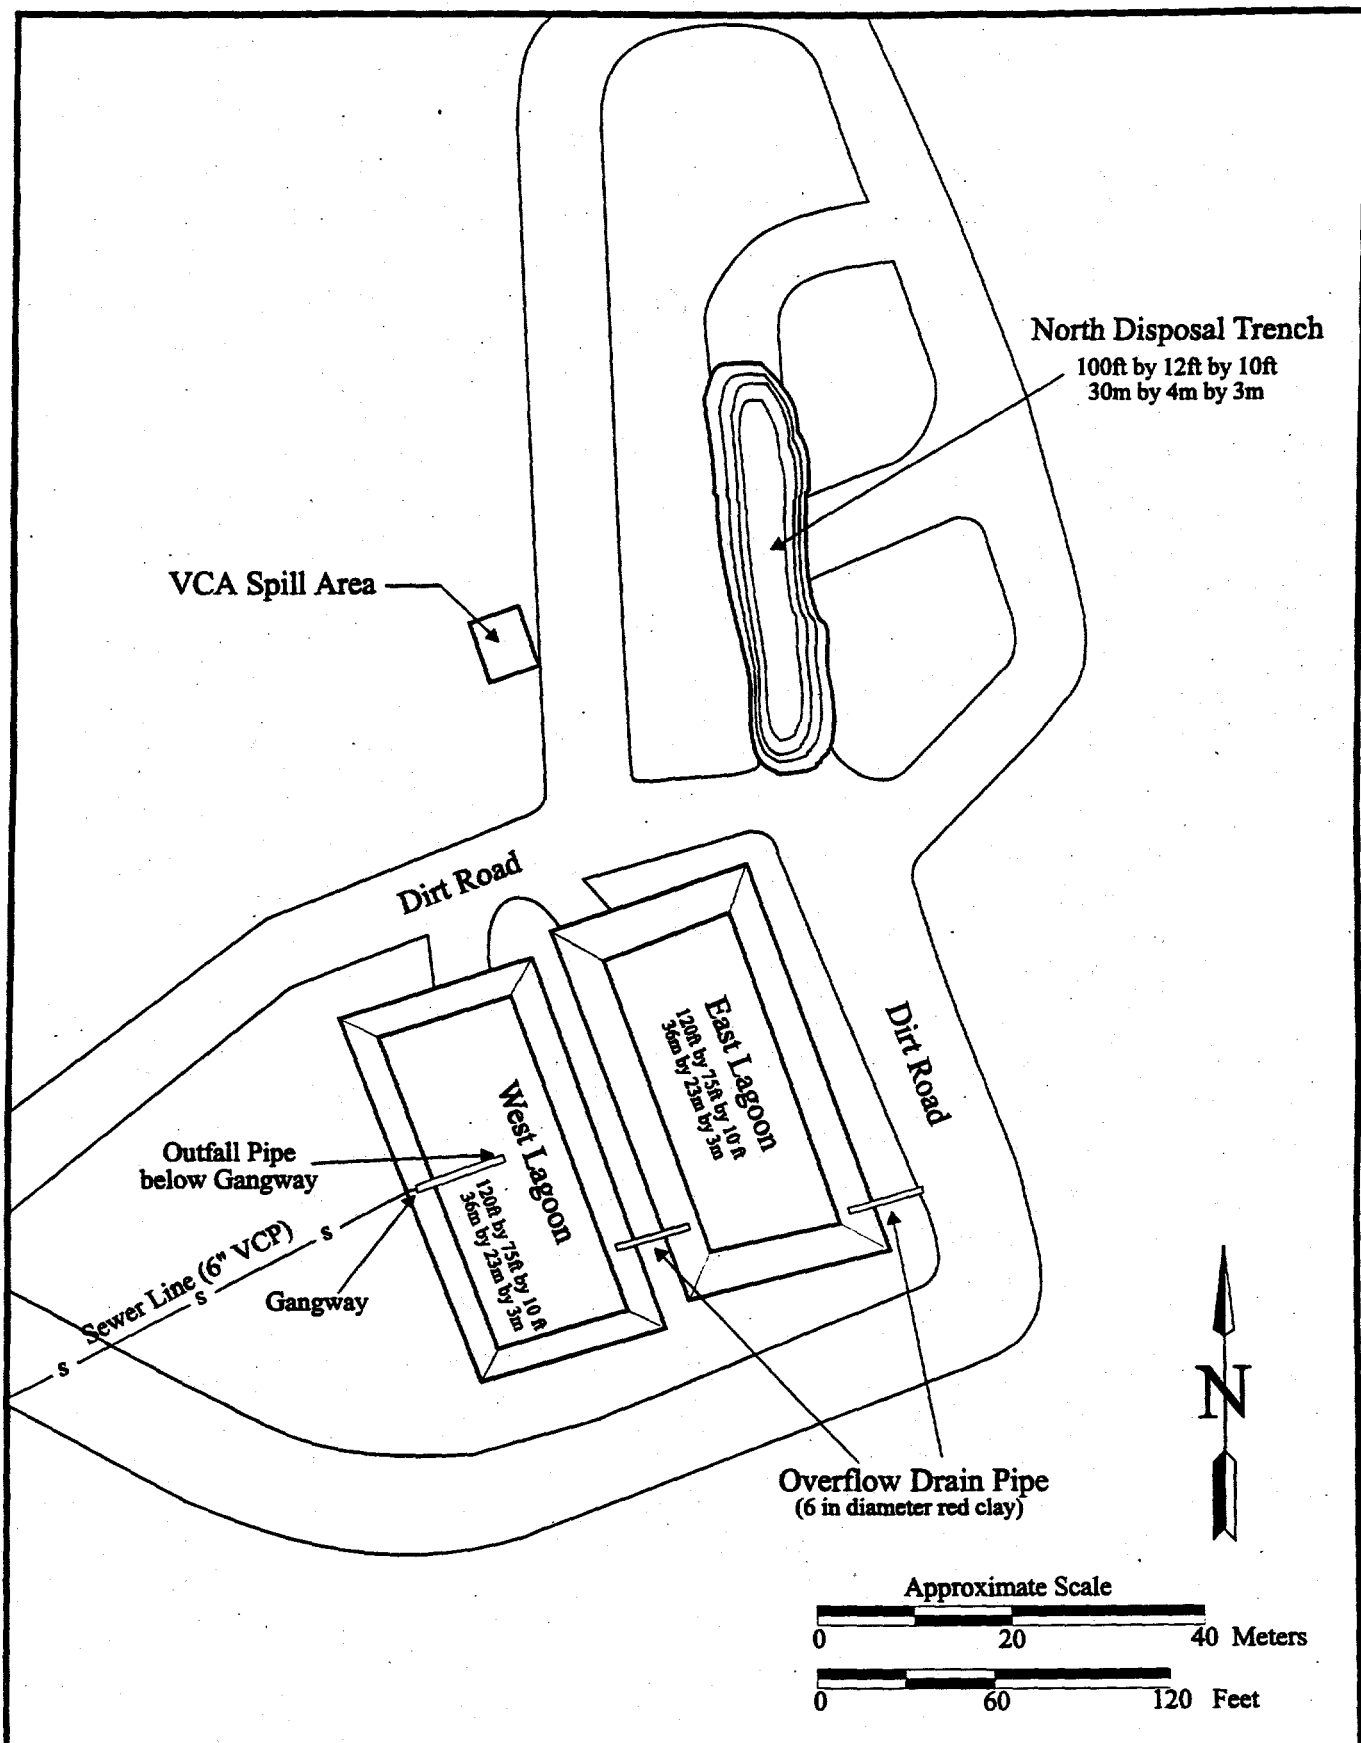 North Disposal Trench
100ft by 12ft by 10ft
30m by 4m by 3m
VCA Spill Area
Dirt Road
East Lagoon
120ft by 75ft by 10 ft
36m by 23m by 3m
Dirt Road
West Lagoon
120ft by 75ft by 10 ft
36m by 23m by 3m
Outfall Pipe
below Gangway
Sewer Line (6" VCP)
s
s
s
Gangway
N
Overflow Drain Pipe
(6 in diameter red clay)
Approximate Scale
0 20 40 Meters
0 60 120 Feet